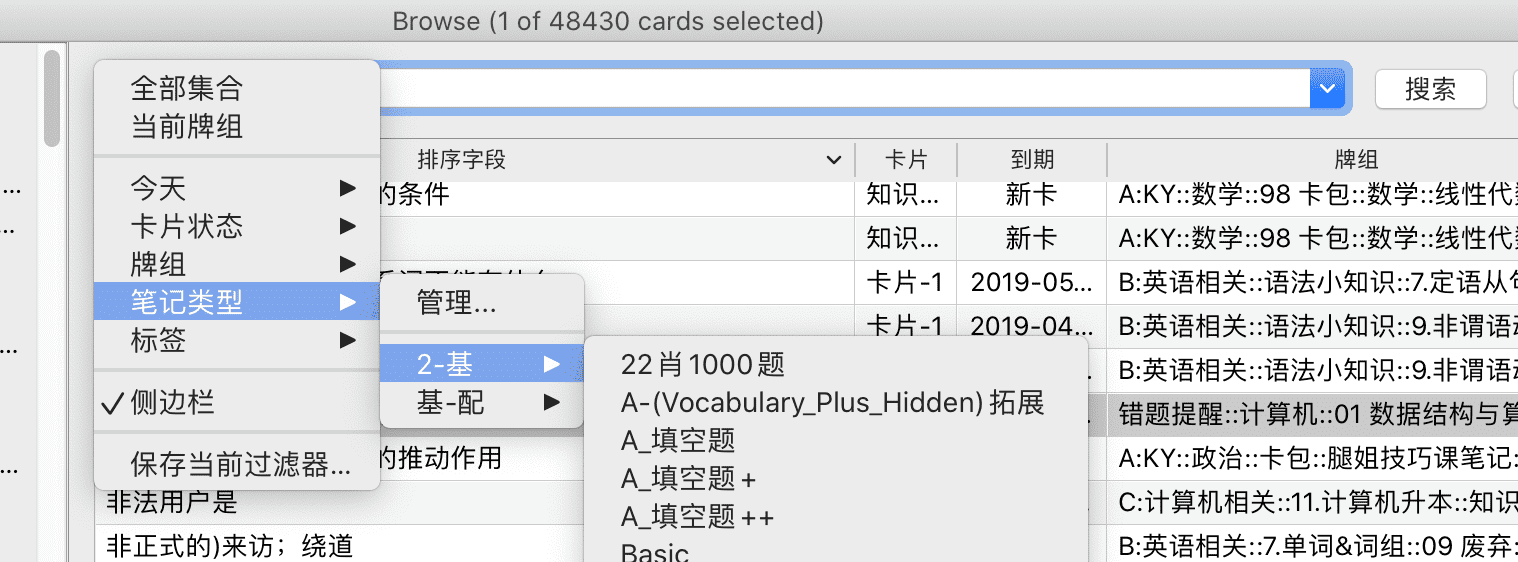 Browse (1 of 48430 cards selected)
搜索
全部集合
当前牌组
今天
卡片状态
牌组
笔记类型
标签
侧边栏
保存当前过滤器...
管理...
2-基
基-配
22肖1000题
A-(Vocabulary_Plus_Hidden)拓展
A_填空题
A_填空题+
A_填空题++
Basic
排序字段 卡片 到期 牌组
的条件 知识... 新卡 A:KY::数学::98 卡包::数学::线性代
知识... 新卡 A:KY::数学::98 卡包::数学::线性代
卡片-1 2019-05... B:英语相关::语法小知识::7.定语从
卡片-1 2019-04... B:英语相关::语法小知识::9.非谓语
B:英语相关::语法小知识::9.非谓语
错题提醒::计算机::01 数据结构与
的推动作用 A:KY::政治::卡包::腿姐技巧课笔记:
非法用户是 C:计算机相关::11.计算机升本::知
非正式的)来访；绕道 B:英语相关::7.单词&词组::09 废弃: